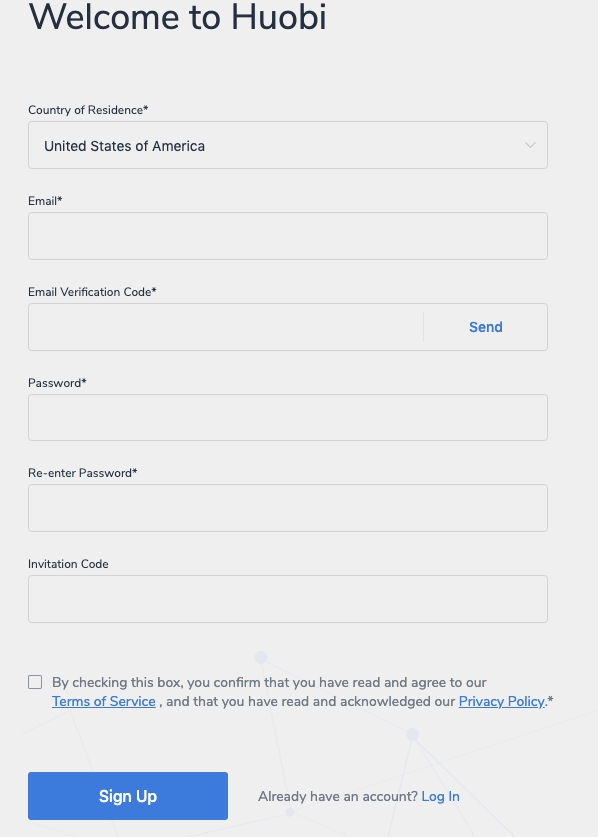 Welcome to Huobi
Country of Residence*
United States of America
Email*
Email Verification Code*
Send
Password*
Re-enter Password*
Invitation Code
By checking this box, you confirm that you have read and agree to our
Terms of Service , and that you have read and acknowledged our Privacy Policy.*
Sign Up
Already have an account? Log In